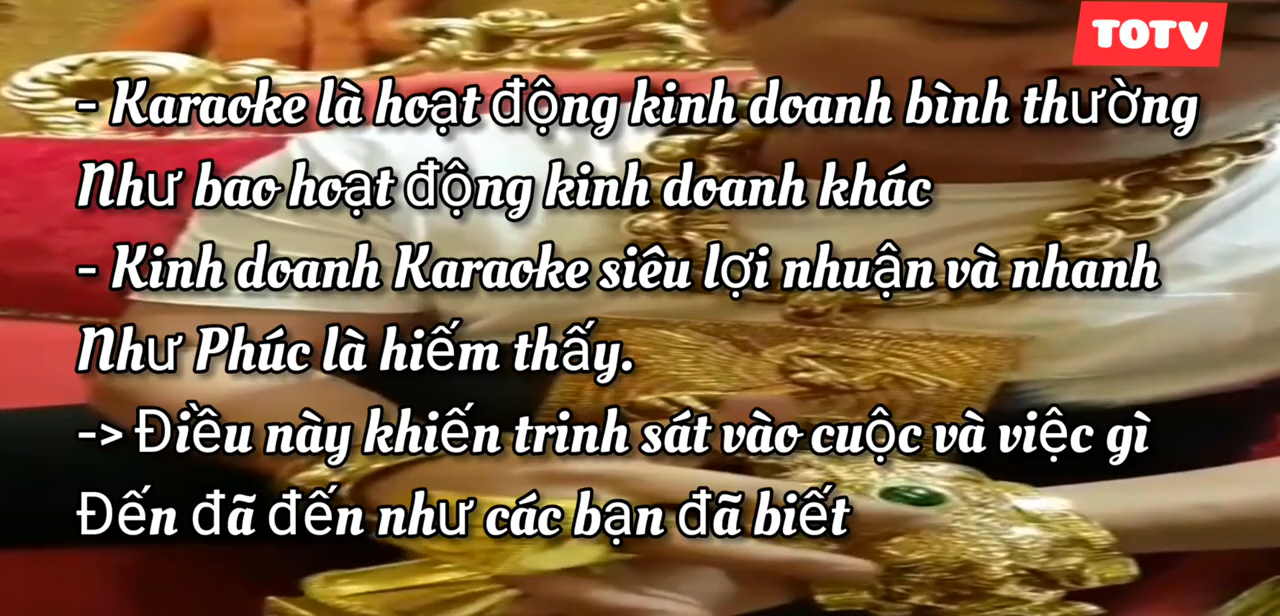 TOTV
- Karaoke là hoạt động kinh doanh bình thường
Như bao hoạt động kinh doanh khác
- Kinh doanh Karaoke siêu lợi nhuận và nhanh
Như Phúc là hiếm thấy.
-> Điều này khiến trinh sát vào cuộc và việc gì
Đến đã đến như các bạn đã biết